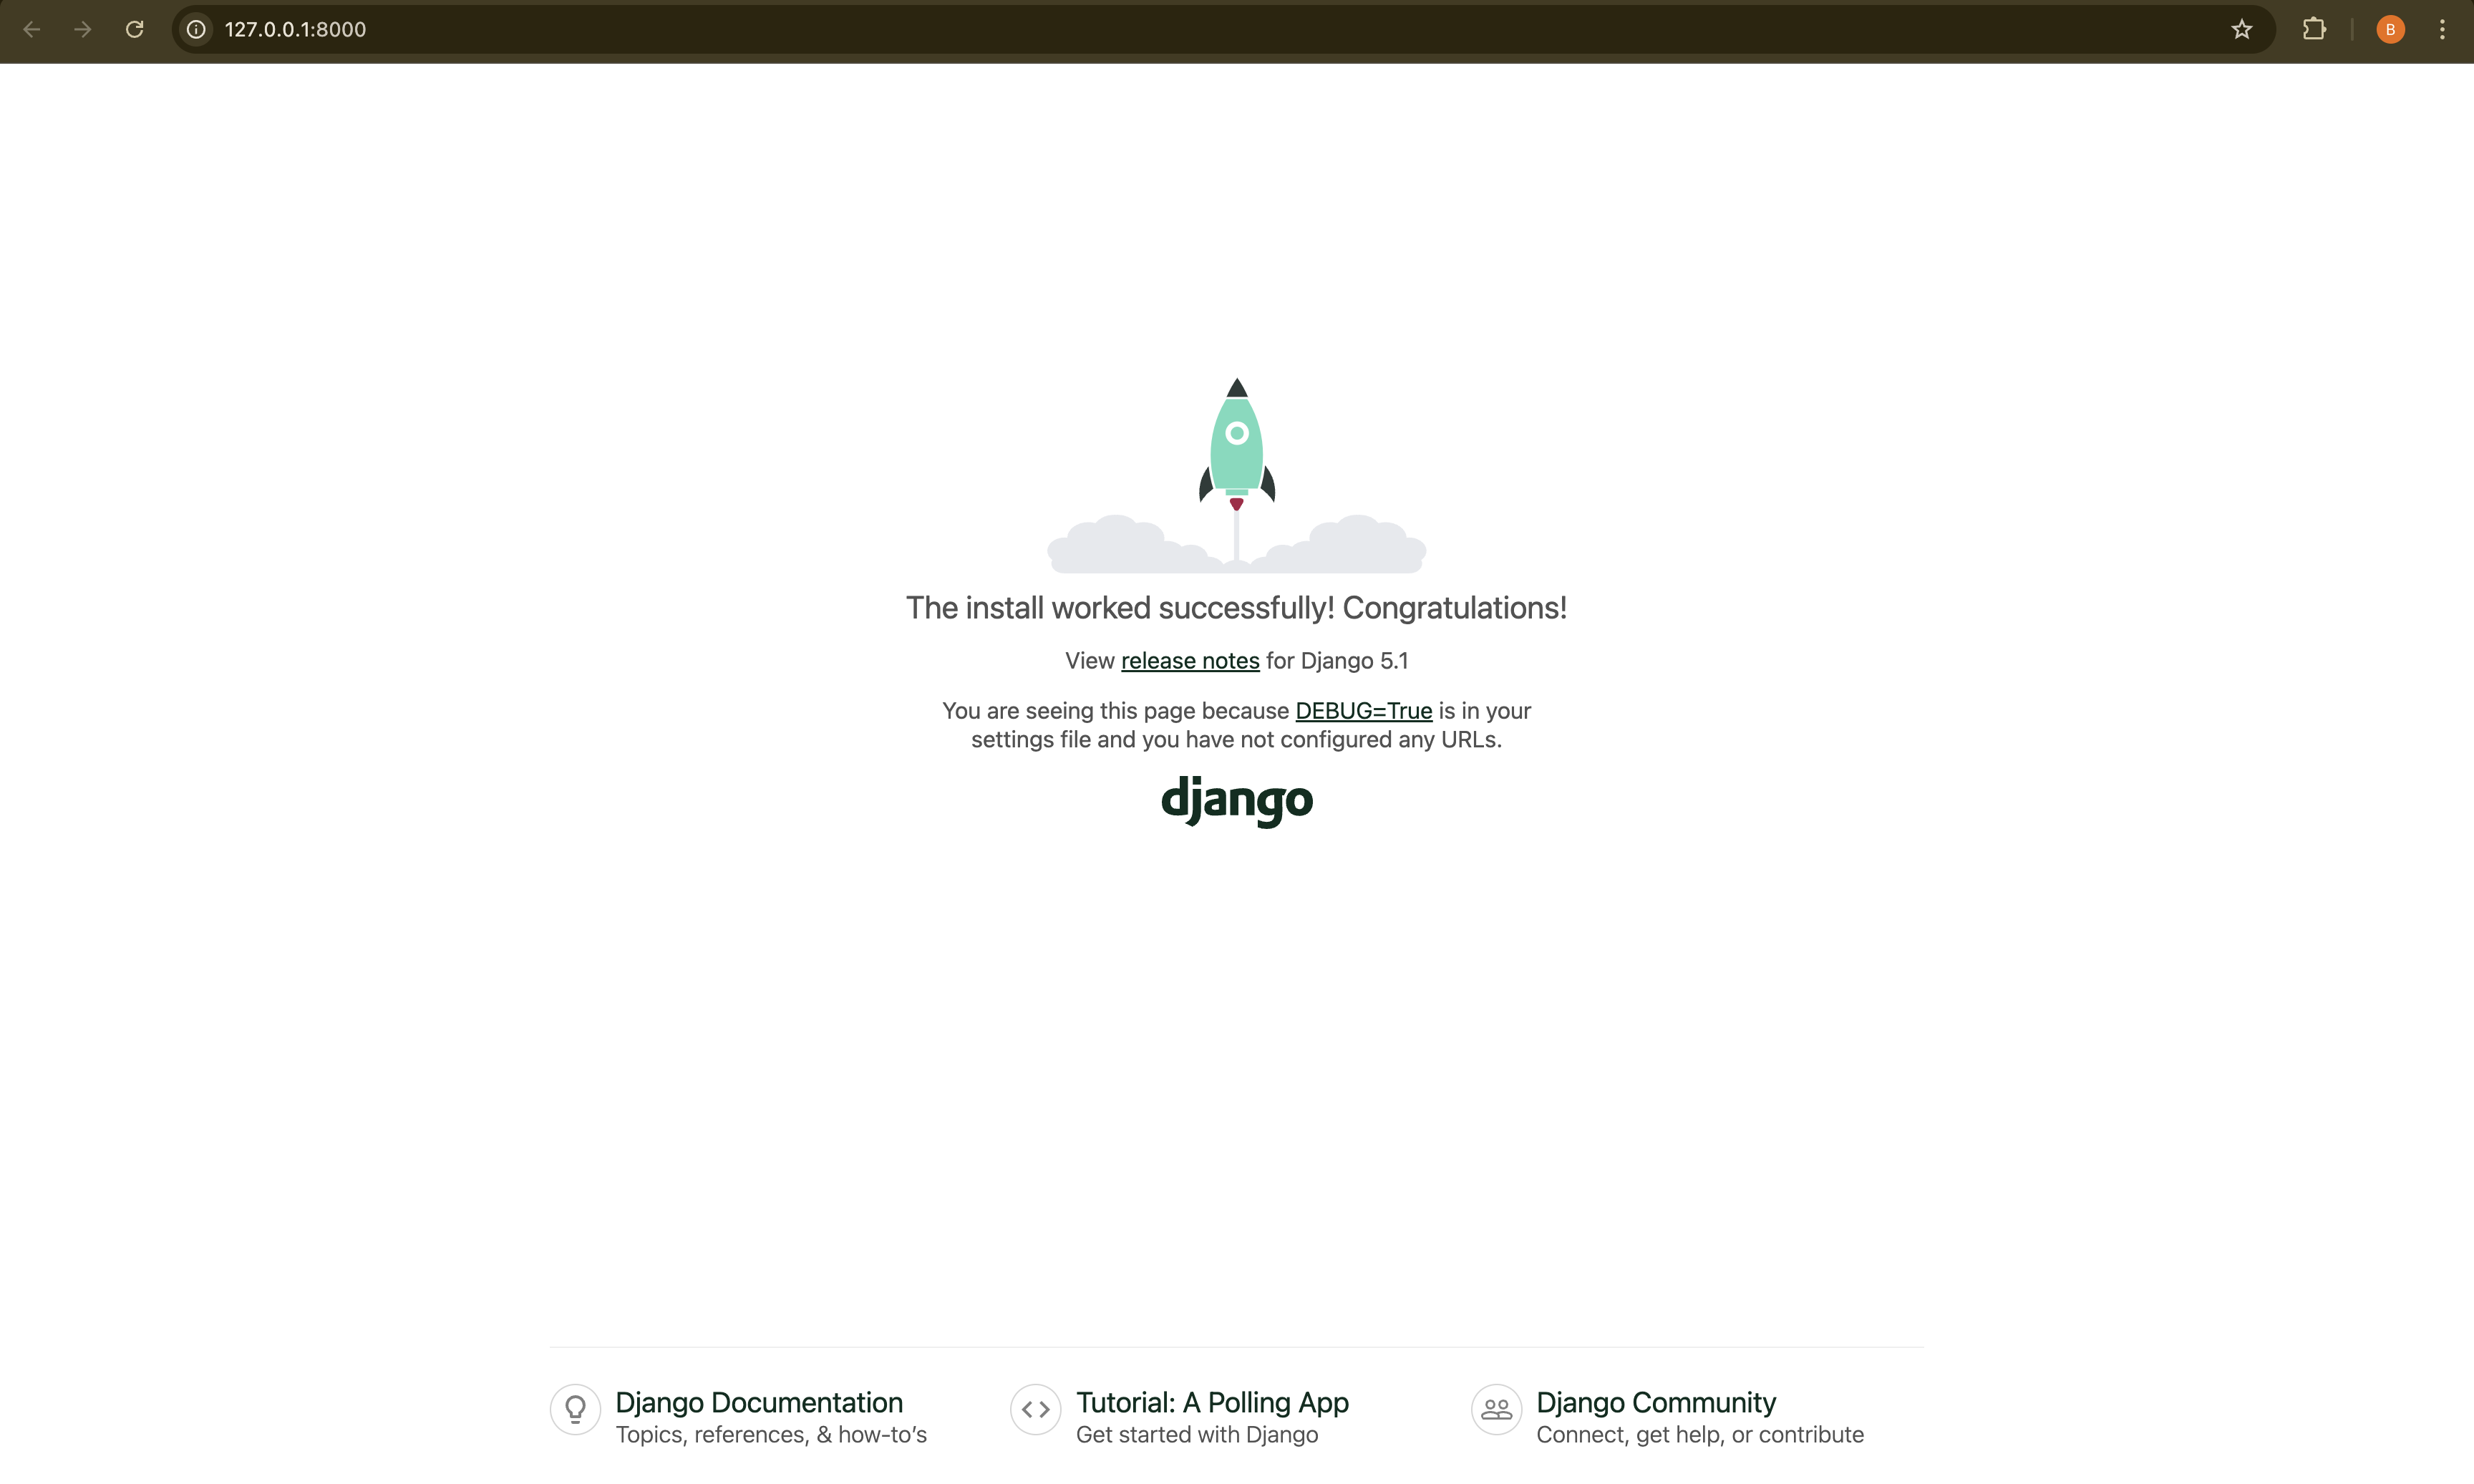 127.0.0.1:8000
B
The install worked successfully! Congratulations!
View release notes for Django 5.1
You are seeing this page because DEBUG=True is in your
settings file and you have not configured any URLs.
django
Django Documentation
Topics, references, & how-to’s
Tutorial: A Polling App
Get started with Django
Django Community
Connect, get help, or contribute